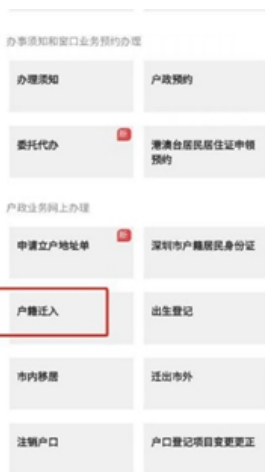 办事须知和窗口业务预约办理
办理须知
户政预约
委托代办
新
港澳台居民居住证申领
预约
户政业务网上办理
申请立户地址单
新
深圳市户籍居民身份证
户籍迁入
出生登记
市内移居
迁出市外
注销户口
户口登记项目变更更正